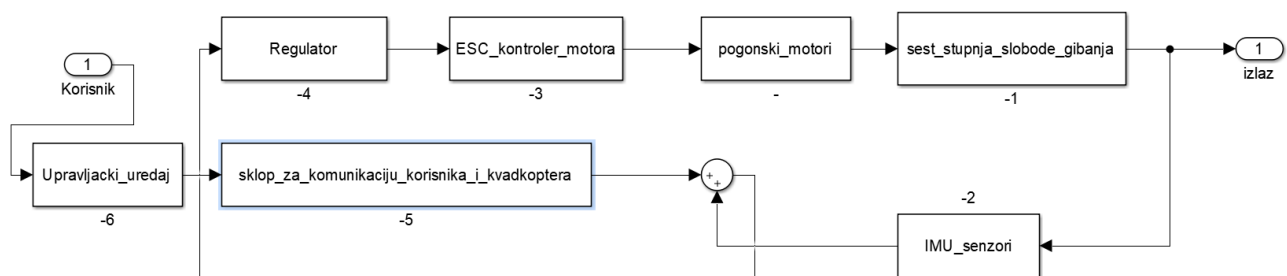 Regulator
-4
ESC_kontroler_motora
-3
pogonski_motori
-
sest_stupnja_slobode_gibanja
-1
1
izlaz
1
Korisnik
Upravljacki_uredaj
-6
sklop_za_komunikaciju_korisnika_i_kvadkoptera
-5
+
+
-2
IMU_senzori